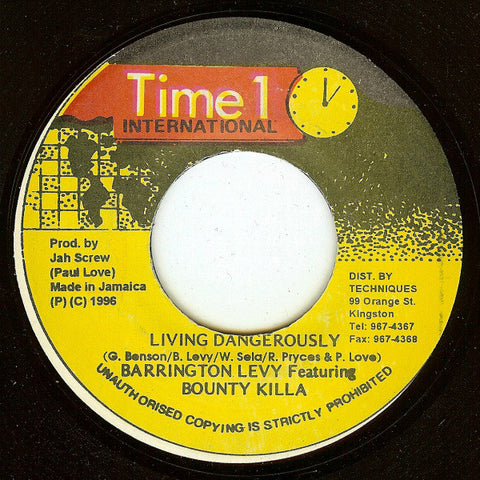 Time 1
INTERNATIONAL
Prod. by
Jah Screw
(Paul Love)
Made in Jamaica
(P) (C) 1996
DIST. BY
TECHNIQUES
99 Orange St.
Kingston
Tel: 967-4367
Fax: 967-4368
LIVING DANGEROUSLY
(G. Benson/B. Levy/W. Sela/R. Pryces & P. Love)
BARRINGTON LEVY Featuring
BOUNTY KILLA
UNAUTHORISED COPYING IS STRICTLY PROHIBITED